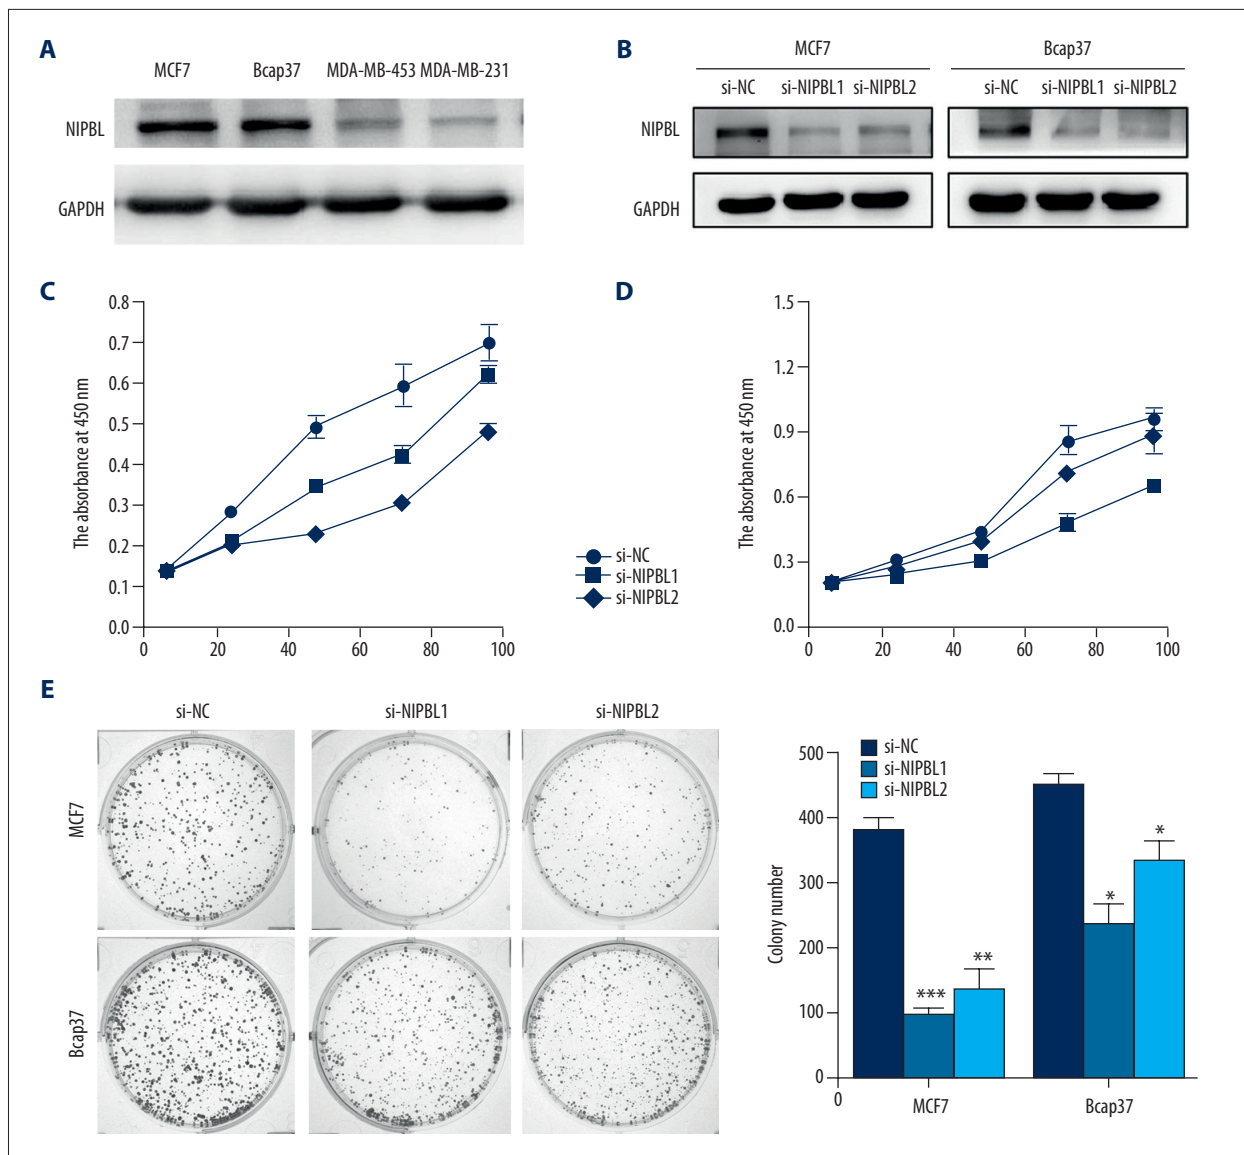 A
MCF7 Bcap37 MDA-MB-453 MDA-MB-231
NIPBL
GAPDH
B
MCF7 Bcap37
si-NC si-NIPBL1 si-NIPBL2 si-NC si-NIPBL1 si-NIPBL2
NIPBL
GAPDH
C
The absorbance at 450 nm
0.8
0.7
0.6
0.5
0.4
0.3
0.2
0.1
0.0
0 20 40 60 80 100
si-NC
si-NIPBL1
si-NIPBL2
D
The absorbance at 450 nm
1.5
1.2
0.9
0.6
0.3
0.0
0 20 40 60 80 100
E
si-NC si-NIPBL1 si-NIPBL2
MCF7
Bcap37
Colony number
500
400
300
200
100
0
0
si-NC
si-NIPBL1
si-NIPBL2
***
**
*
*
MCF7 Bcap37